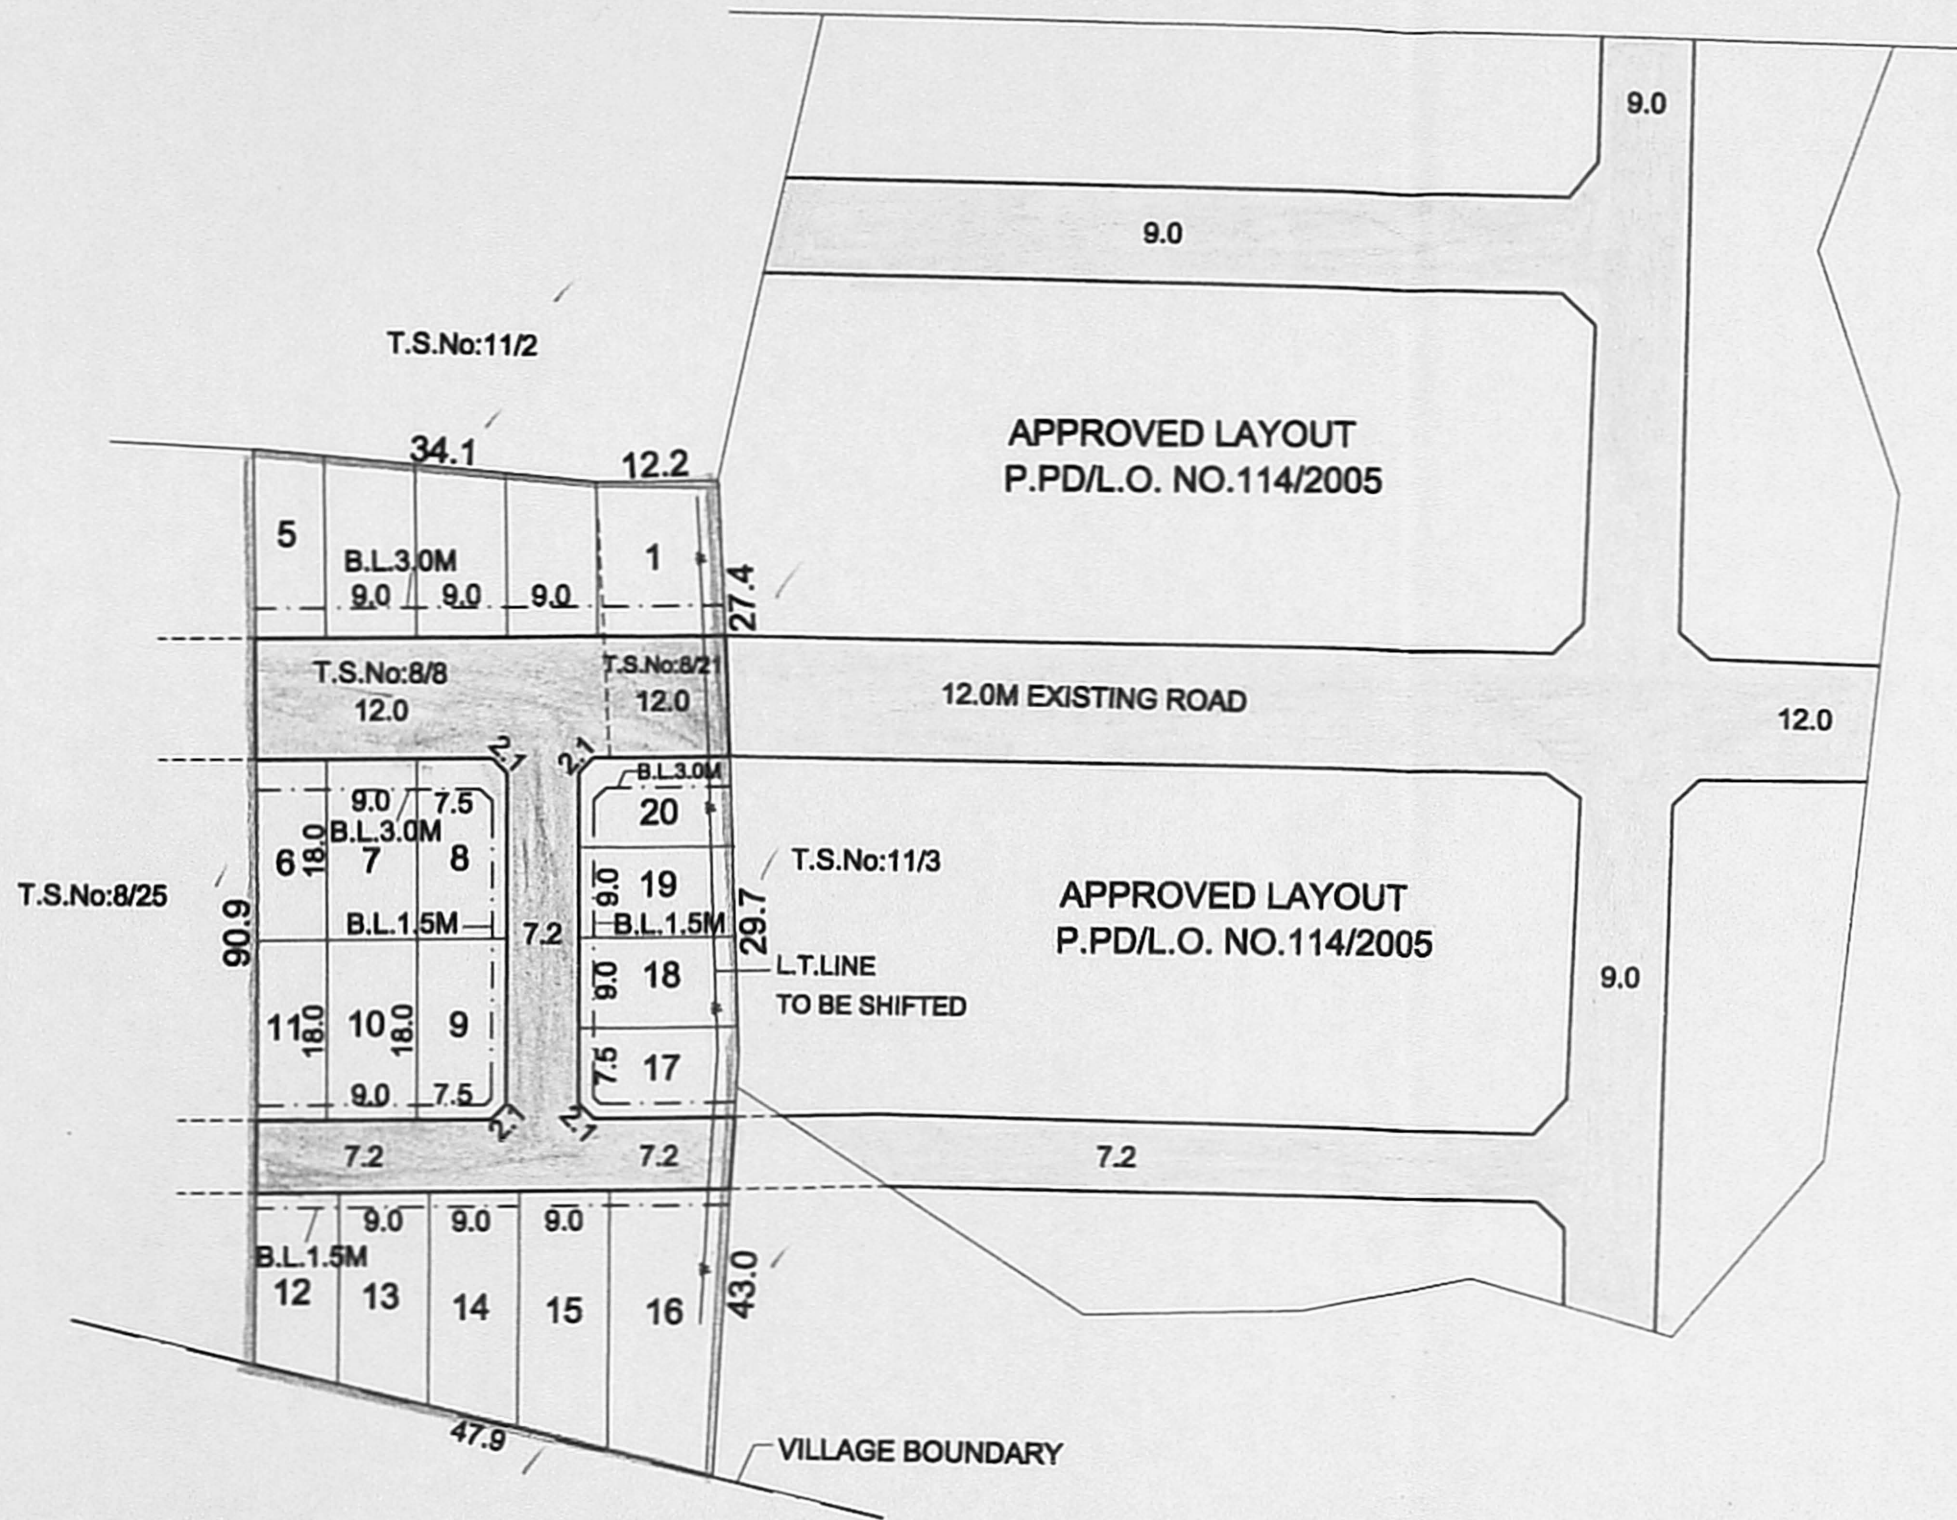 9.0
9.0
T.S.No:11/2
APPROVED LAYOUT
P.PD/L.O. NO.114/2005
34.1
12.2
5
1
B.L.3.0M
9.0
9.0
9.0
27.4
T.S.No:8/8
12.0
T.S.No:8/21
12.0
12.0M EXISTING ROAD
12.0
2.1
2.1
B.L.3.0M
9.0
7.5
20
B.L.3.0M
6
18.0
7
8
T.S.No:11/3
T.S.No:8/25
90.9
9.0
19
29.7
APPROVED LAYOUT
P.PD/L.O. NO.114/2005
B.L.1.5M
7.2
B.L.1.5M
9.0
18
L.T.LINE
TO BE SHIFTED
9.0
11
18.0
10
18.0
9
7.5
17
9.0
7.5
2.1
2.1
7.2
7.2
7.2
9.0
9.0
9.0
B.L.1.5M
12
13
14
15
16
43.0
47.9
VILLAGE BOUNDARY